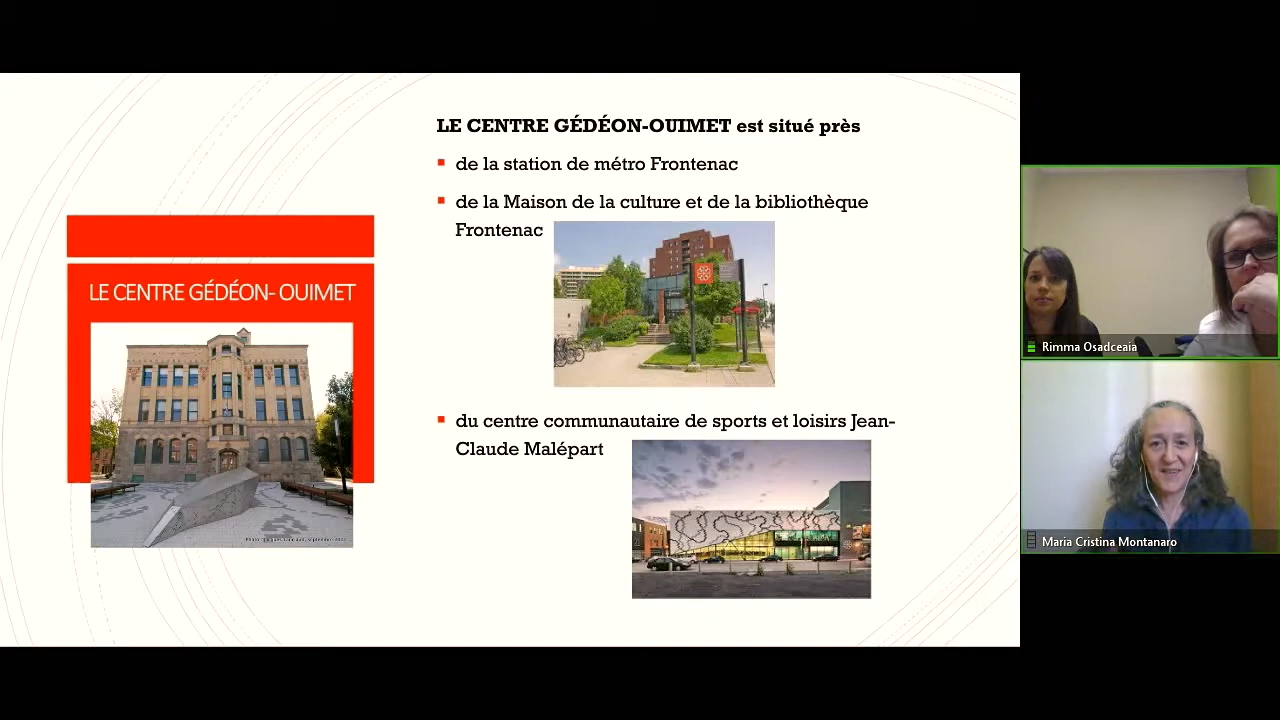 LE CENTRE GÉDÉON-OUIMET est situé près
de la station de métro Frontenac
de la Maison de la culture et de la bibliothèque
Frontenac
LE CENTRE GÉDÉON- OUIMET
du centre communautaire de sports et loisirs Jean-
Claude Malépart
Rimma Osadceaia
Maria Cristina Montanaro